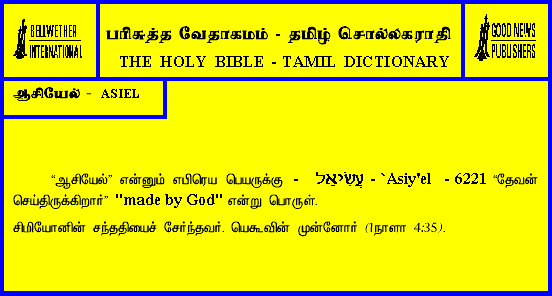 BELLWETHER
INTERNATIONAL
பரிசுத்த வேதாகமம் - தமிழ் சொல்லகராதி
THE HOLY BIBLE - TAMIL DICTIONARY
GOOD NEWS
PUBLISHERS
ஆசியேல் - ASIEL
“ஆசியேல்” என்னும் எபிரெய பெயருக்கு - עֲשִׂיאֵל - `Asiy'el - 6221 “தேவன்
செய்திருக்கிறார்” "made by God" என்று பொருள்.
சிமியோனின் சந்ததியைச் சேர்ந்தவர். யெகூவின் முன்னோர் (1நாளா 4:35).